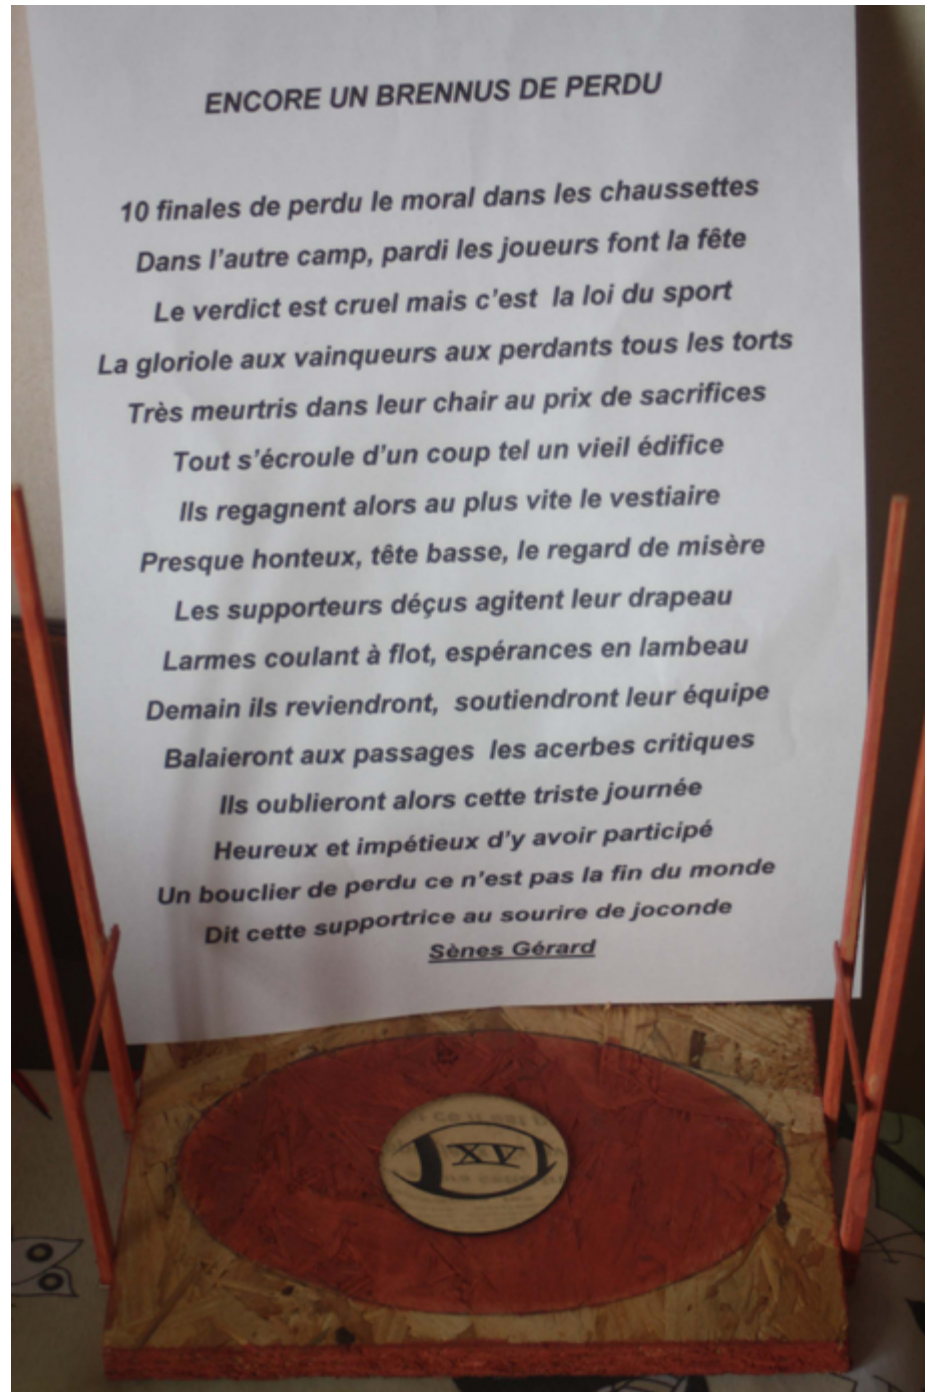 ENCORE UN BRENNUS DE PERDU
10 finales de perdu le moral dans les chaussettes
Dans l'autre camp, pardi les joueurs font la fête
Le verdict est cruel mais c'est la loi du sport
La gloriole aux vainqueurs aux perdants tous les torts
Très meurtris dans leur chair au prix de sacrifices
Tout s'écroule d'un coup tel un vieil édifice
Ils regagnent alors au plus vite le vestiaire
Presque honteux, tête basse, le regard de misère
Les supporteurs déçus agitent leur drapeau
Larmes coulant à flot, espérances en lambeau
Demain ils reviendront, soutiendront leur équipe
Balaieront aux passages les acerbes critiques
Ils oublieront alors cette triste journée
Heureux et impétieux d'y avoir participé
Un bouclier de perdu ce n'est pas la fin du monde
Dit cette supportrice au sourire de joconde
Sènes Gérard
XV